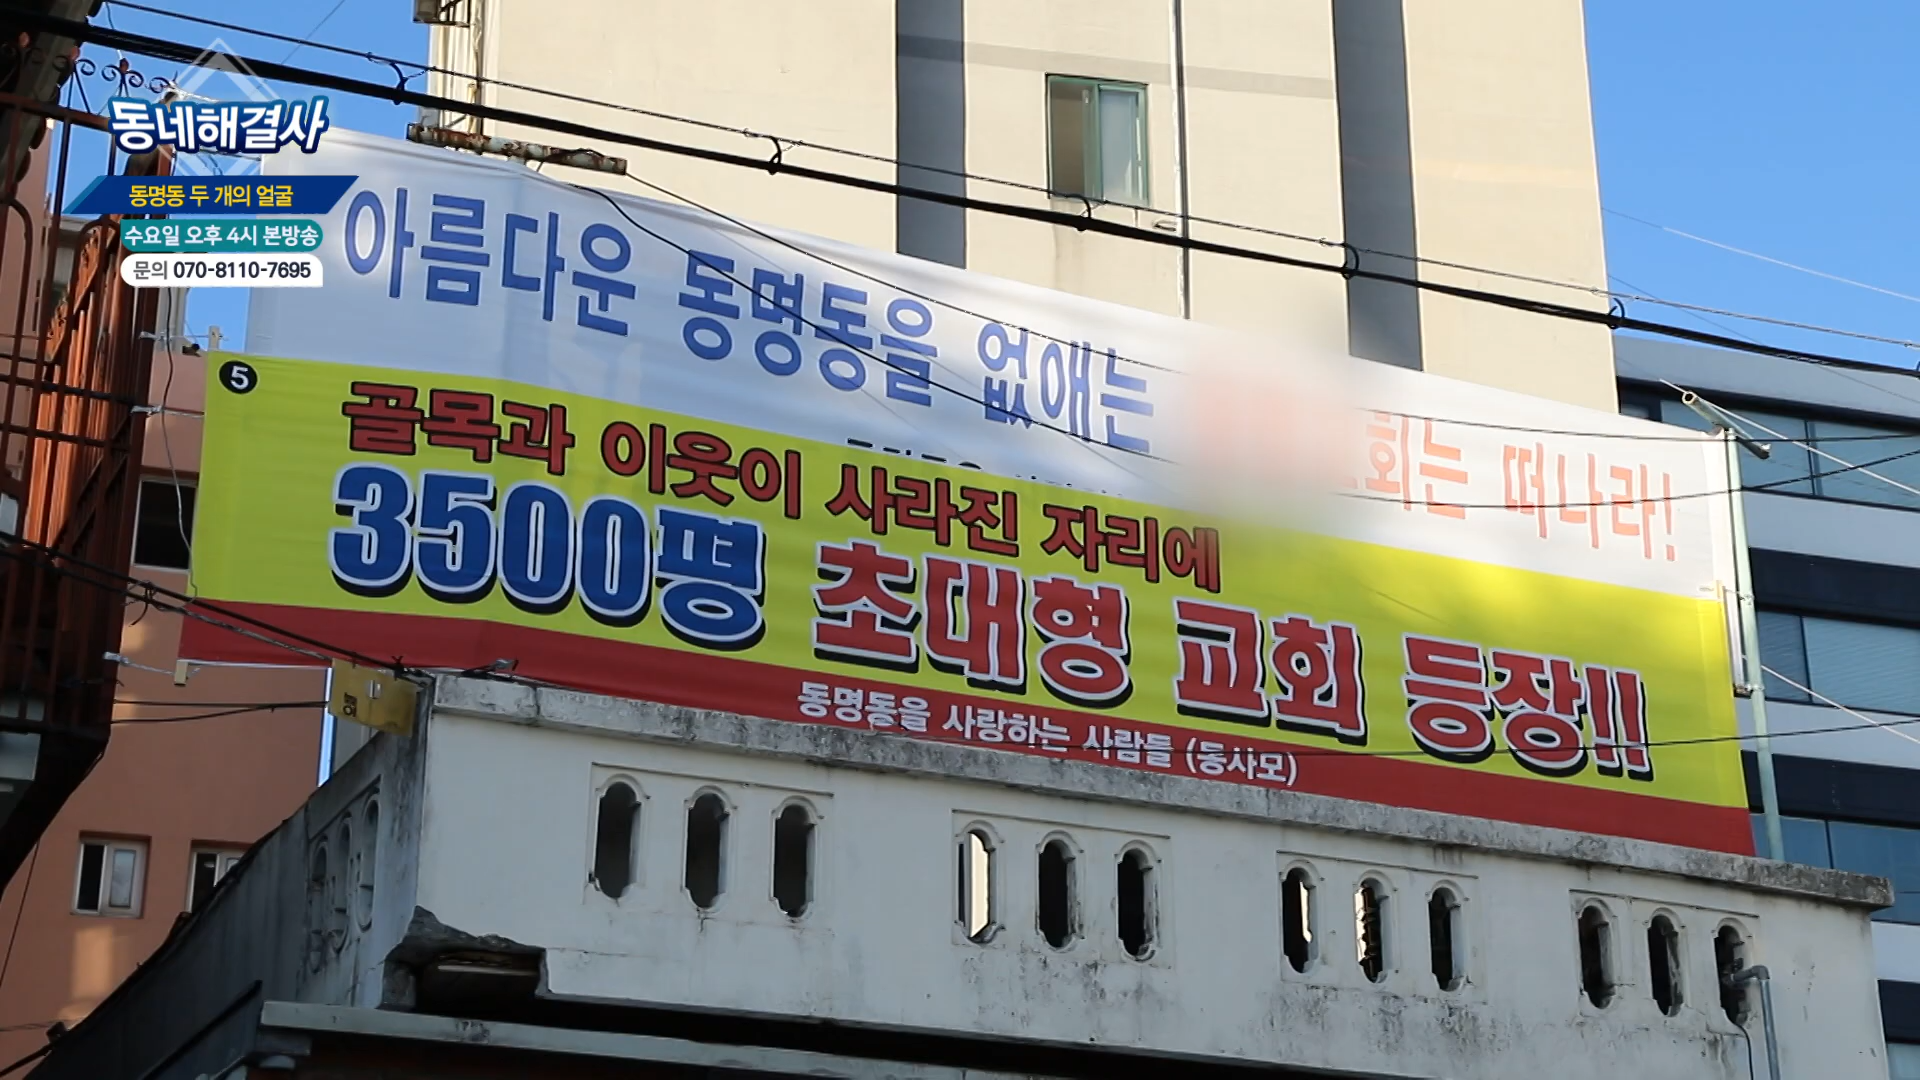 동네해결사
동명동 두 개의 얼굴
수요일 오후 4시 본방송
문의 070-8110-7695
아름다운 동명동을 없애는 교회는 떠나라!
5
골목과 이웃이 사라진 자리에
3500평 초대형 교회 등장!!
동명동을 사랑하는 사람들 (동사모)